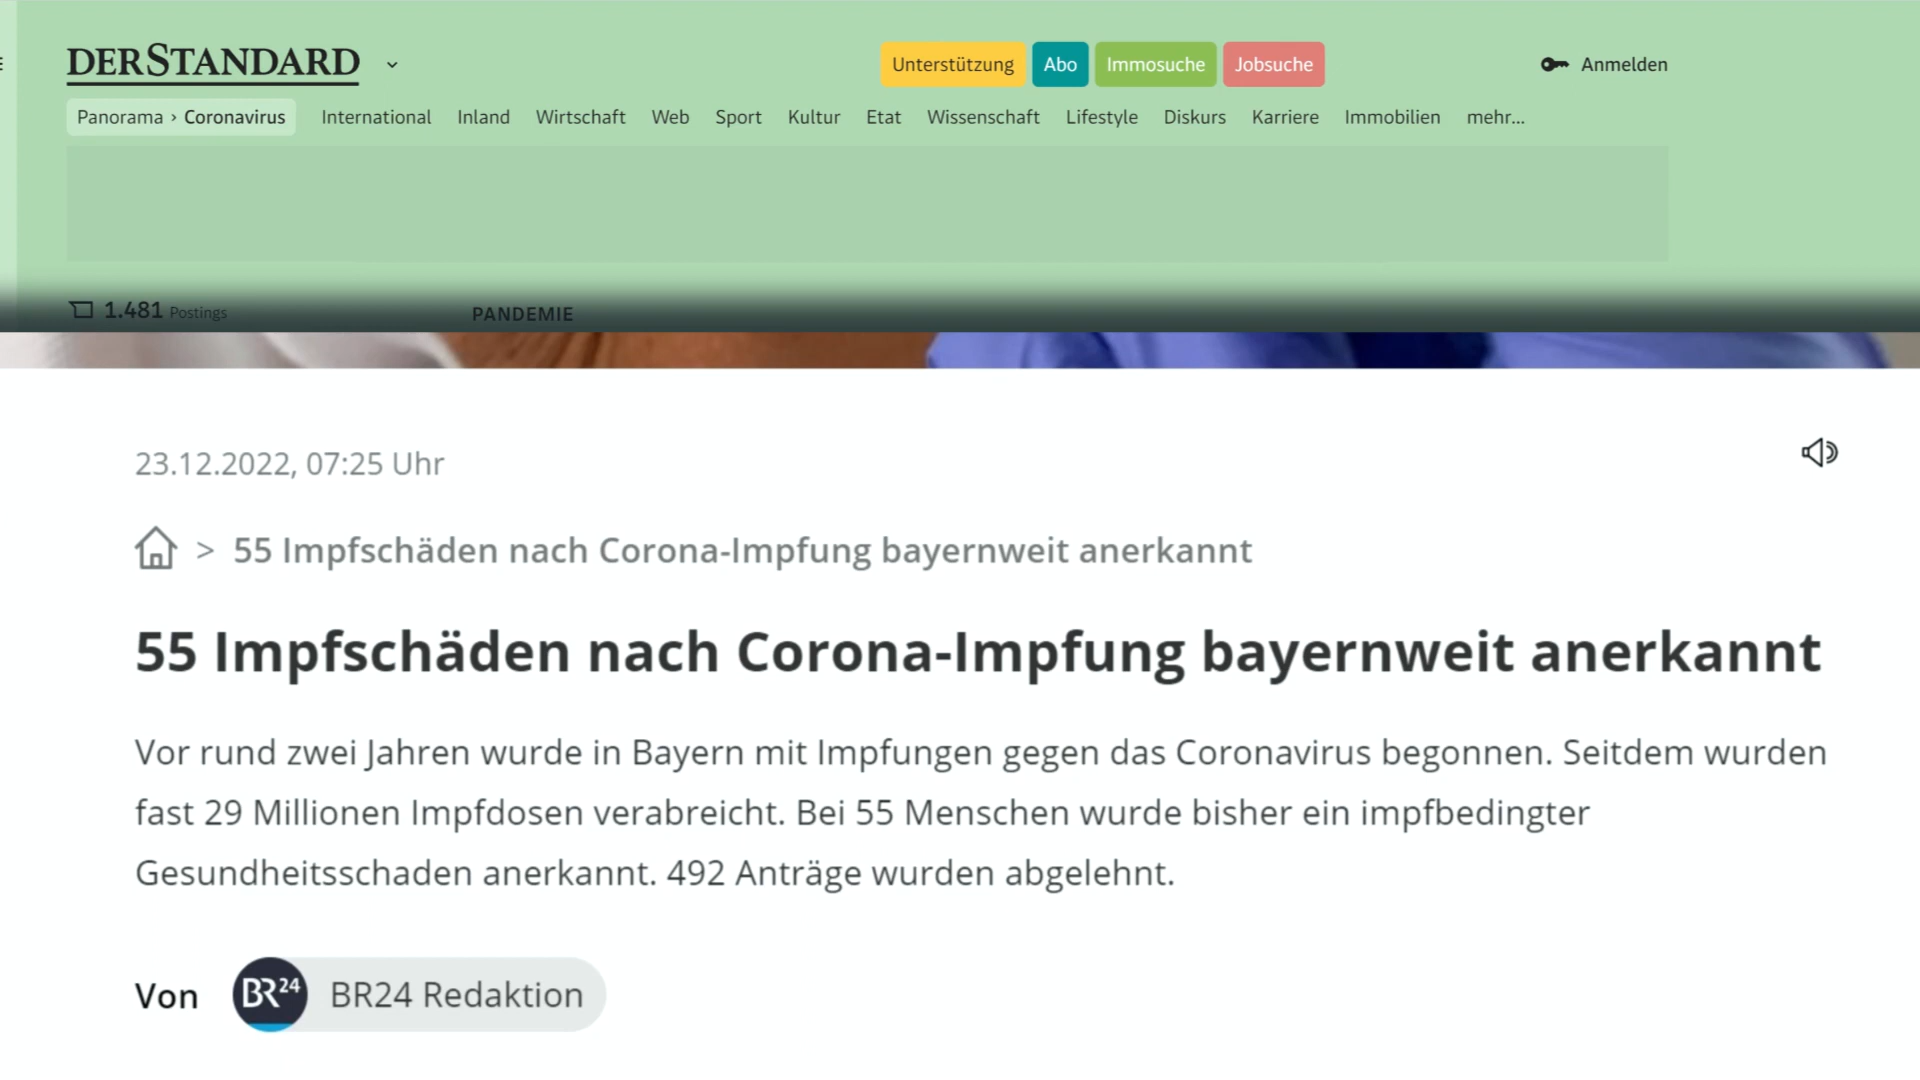 DERSTANDARD
Unterstützung Abo Immosuche Jobsuche
Anmelden
Panorama › Coronavirus International Inland Wirtschaft Web Sport Kultur Etat Wissenschaft Lifestyle Diskurs Karriere Immobilien mehr...
1.481 Postings
PANDEMIE
23.12.2022, 07:25 Uhr
> 55 Impfschäden nach Corona-Impfung bayernweit anerkannt
55 Impfschäden nach Corona-Impfung bayernweit anerkannt
Vor rund zwei Jahren wurde in Bayern mit Impfungen gegen das Coronavirus begonnen. Seitdem wurden
fast 29 Millionen Impfdosen verabreicht. Bei 55 Menschen wurde bisher ein impfbedingter
Gesundheitsschaden anerkannt. 492 Anträge wurden abgelehnt.
Von BR24 BR24 Redaktion